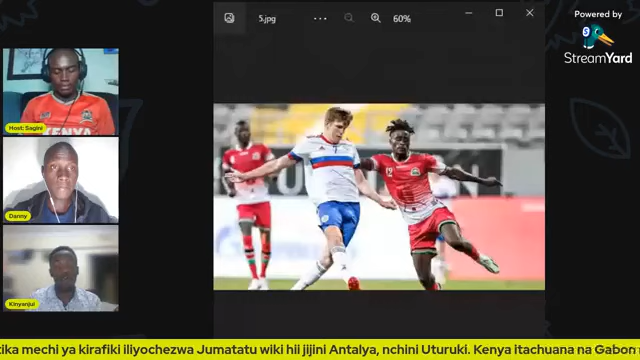 5.jpg
60%
Powered by
StreamYard
Host: Sagini
KENYA
Danny
Kinyanjui
12
tika mechi ya kirafiki iliyochezwa Jumatatu wiki hii jijini Antalya, nchini Uturuki. Kenya itachuana na Gabon